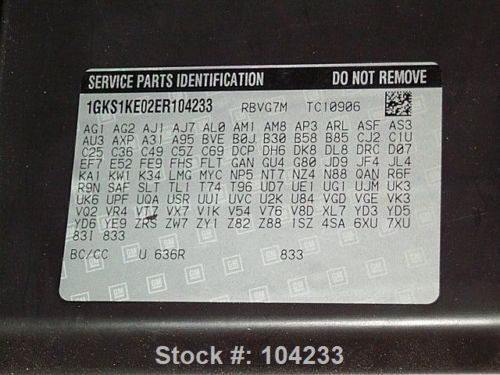 SERVICE PARTS IDENTIFICATION DO NOT REMOVE
1GKS1KE02ER104233 RBVG7M TC10906
AG1 AG2 AJ1 AJ7 AL0 AM1 AM8 AP3 ARL ASF AS3
AU3 AXP A31 A95 BVE B0J B30 B58 B85 CJ2 C1U
C25 C36 C49 C5Z C69 DCP DH6 DK8 DL8 DRC D07
EF7 E52 FE9 FHS FLT GAN GU4 G80 JD9 JF4 JL4
KA1 KW1 K34 LMG MYC NP5 NT7 NZ4 N88 QAN R6F
R9N SAF SLT TL1 T74 T96 UD7 UE1 UG1 UJM UK3
UK6 UPF UQA USR UU1 UVC U2K U84 VGD VGE VK3
VQ2 VR4 VT7 VX7 V1K V54 V76 V8D XL7 YD3 YD5
YD6 YE9 ZR5 ZW7 ZY1 Z82 Z88 1SZ 4SA 6XU 7XU
831 833
BC/CC U 636R 833
GM
Stock #: 104233